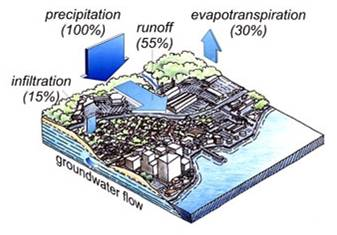 precipitation
(100%)
runoff
(55%)
evapotranspiration
(30%)
infiltration
(15%)
groundwater flow